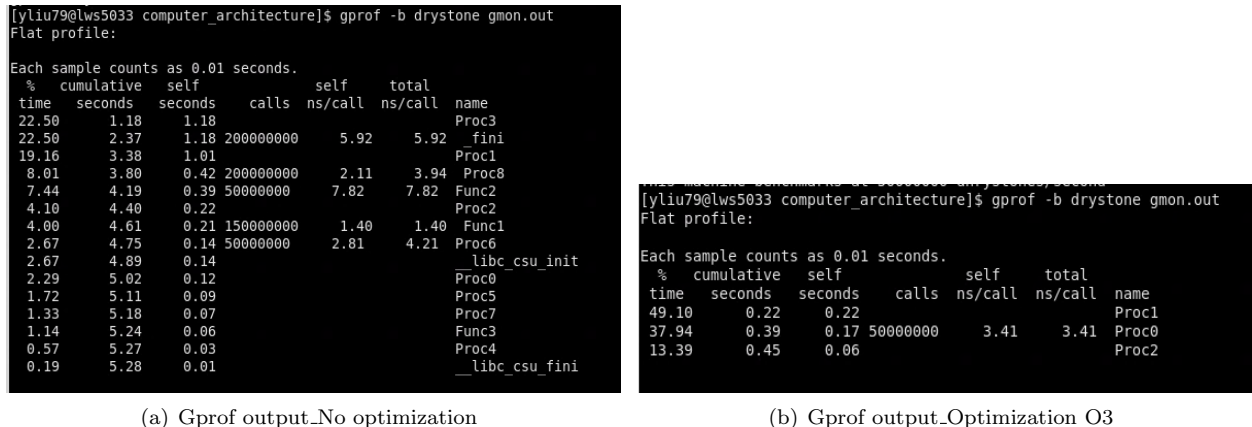 [yliu79@lws5033 computer_architecture]$ gprof -b drystone gmon.out
Flat profile:
Each sample counts as 0.01 seconds.
% cumulative self self total
time seconds seconds calls ns/call ns/call name
22.50 1.18 1.18 Proc3
22.50 2.37 1.18 200000000 5.92 5.92 _fini
19.16 3.38 1.01 Proc1
8.01 3.80 0.42 200000000 2.11 3.94 Proc8
7.44 4.19 0.39 50000000 7.82 7.82 Func2
4.10 4.40 0.22 Proc2
4.00 4.61 0.21 150000000 1.40 1.40 Func1
2.67 4.75 0.14 50000000 2.81 4.21 Proc6
2.67 4.89 0.14 __libc_csu_init
2.29 5.02 0.12 Proc0
1.72 5.11 0.09 Proc5
1.33 5.18 0.07 Proc7
1.14 5.24 0.06 Func3
0.57 5.27 0.03 Proc4
0.19 5.28 0.01 __libc_csu_fini
(a) Gprof output_No optimization
[yliu79@lws5033 computer_architecture]$ gprof -b drystone gmon.out
Flat profile:
Each sample counts as 0.01 seconds.
% cumulative self self total
time seconds seconds calls ns/call ns/call name
49.10 0.22 0.22 Proc1
37.94 0.39 0.17 50000000 3.41 3.41 Proc0
13.39 0.45 0.06 Proc2
(b) Gprof output_Optimization O3